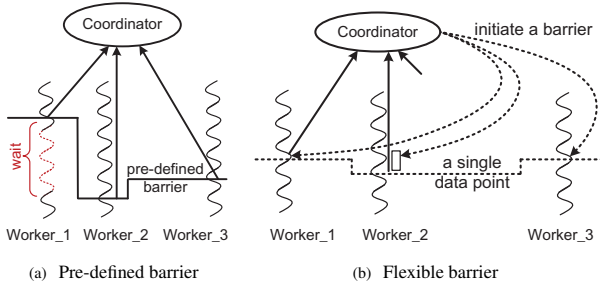 Coordinator
wait
pre-defined
barrier
Worker_1 Worker_2 Worker_3
(a) Pre-defined barrier
Coordinator
initiate a barrier
a single
data point
Worker_1 Worker_2 Worker_3
(b) Flexible barrier